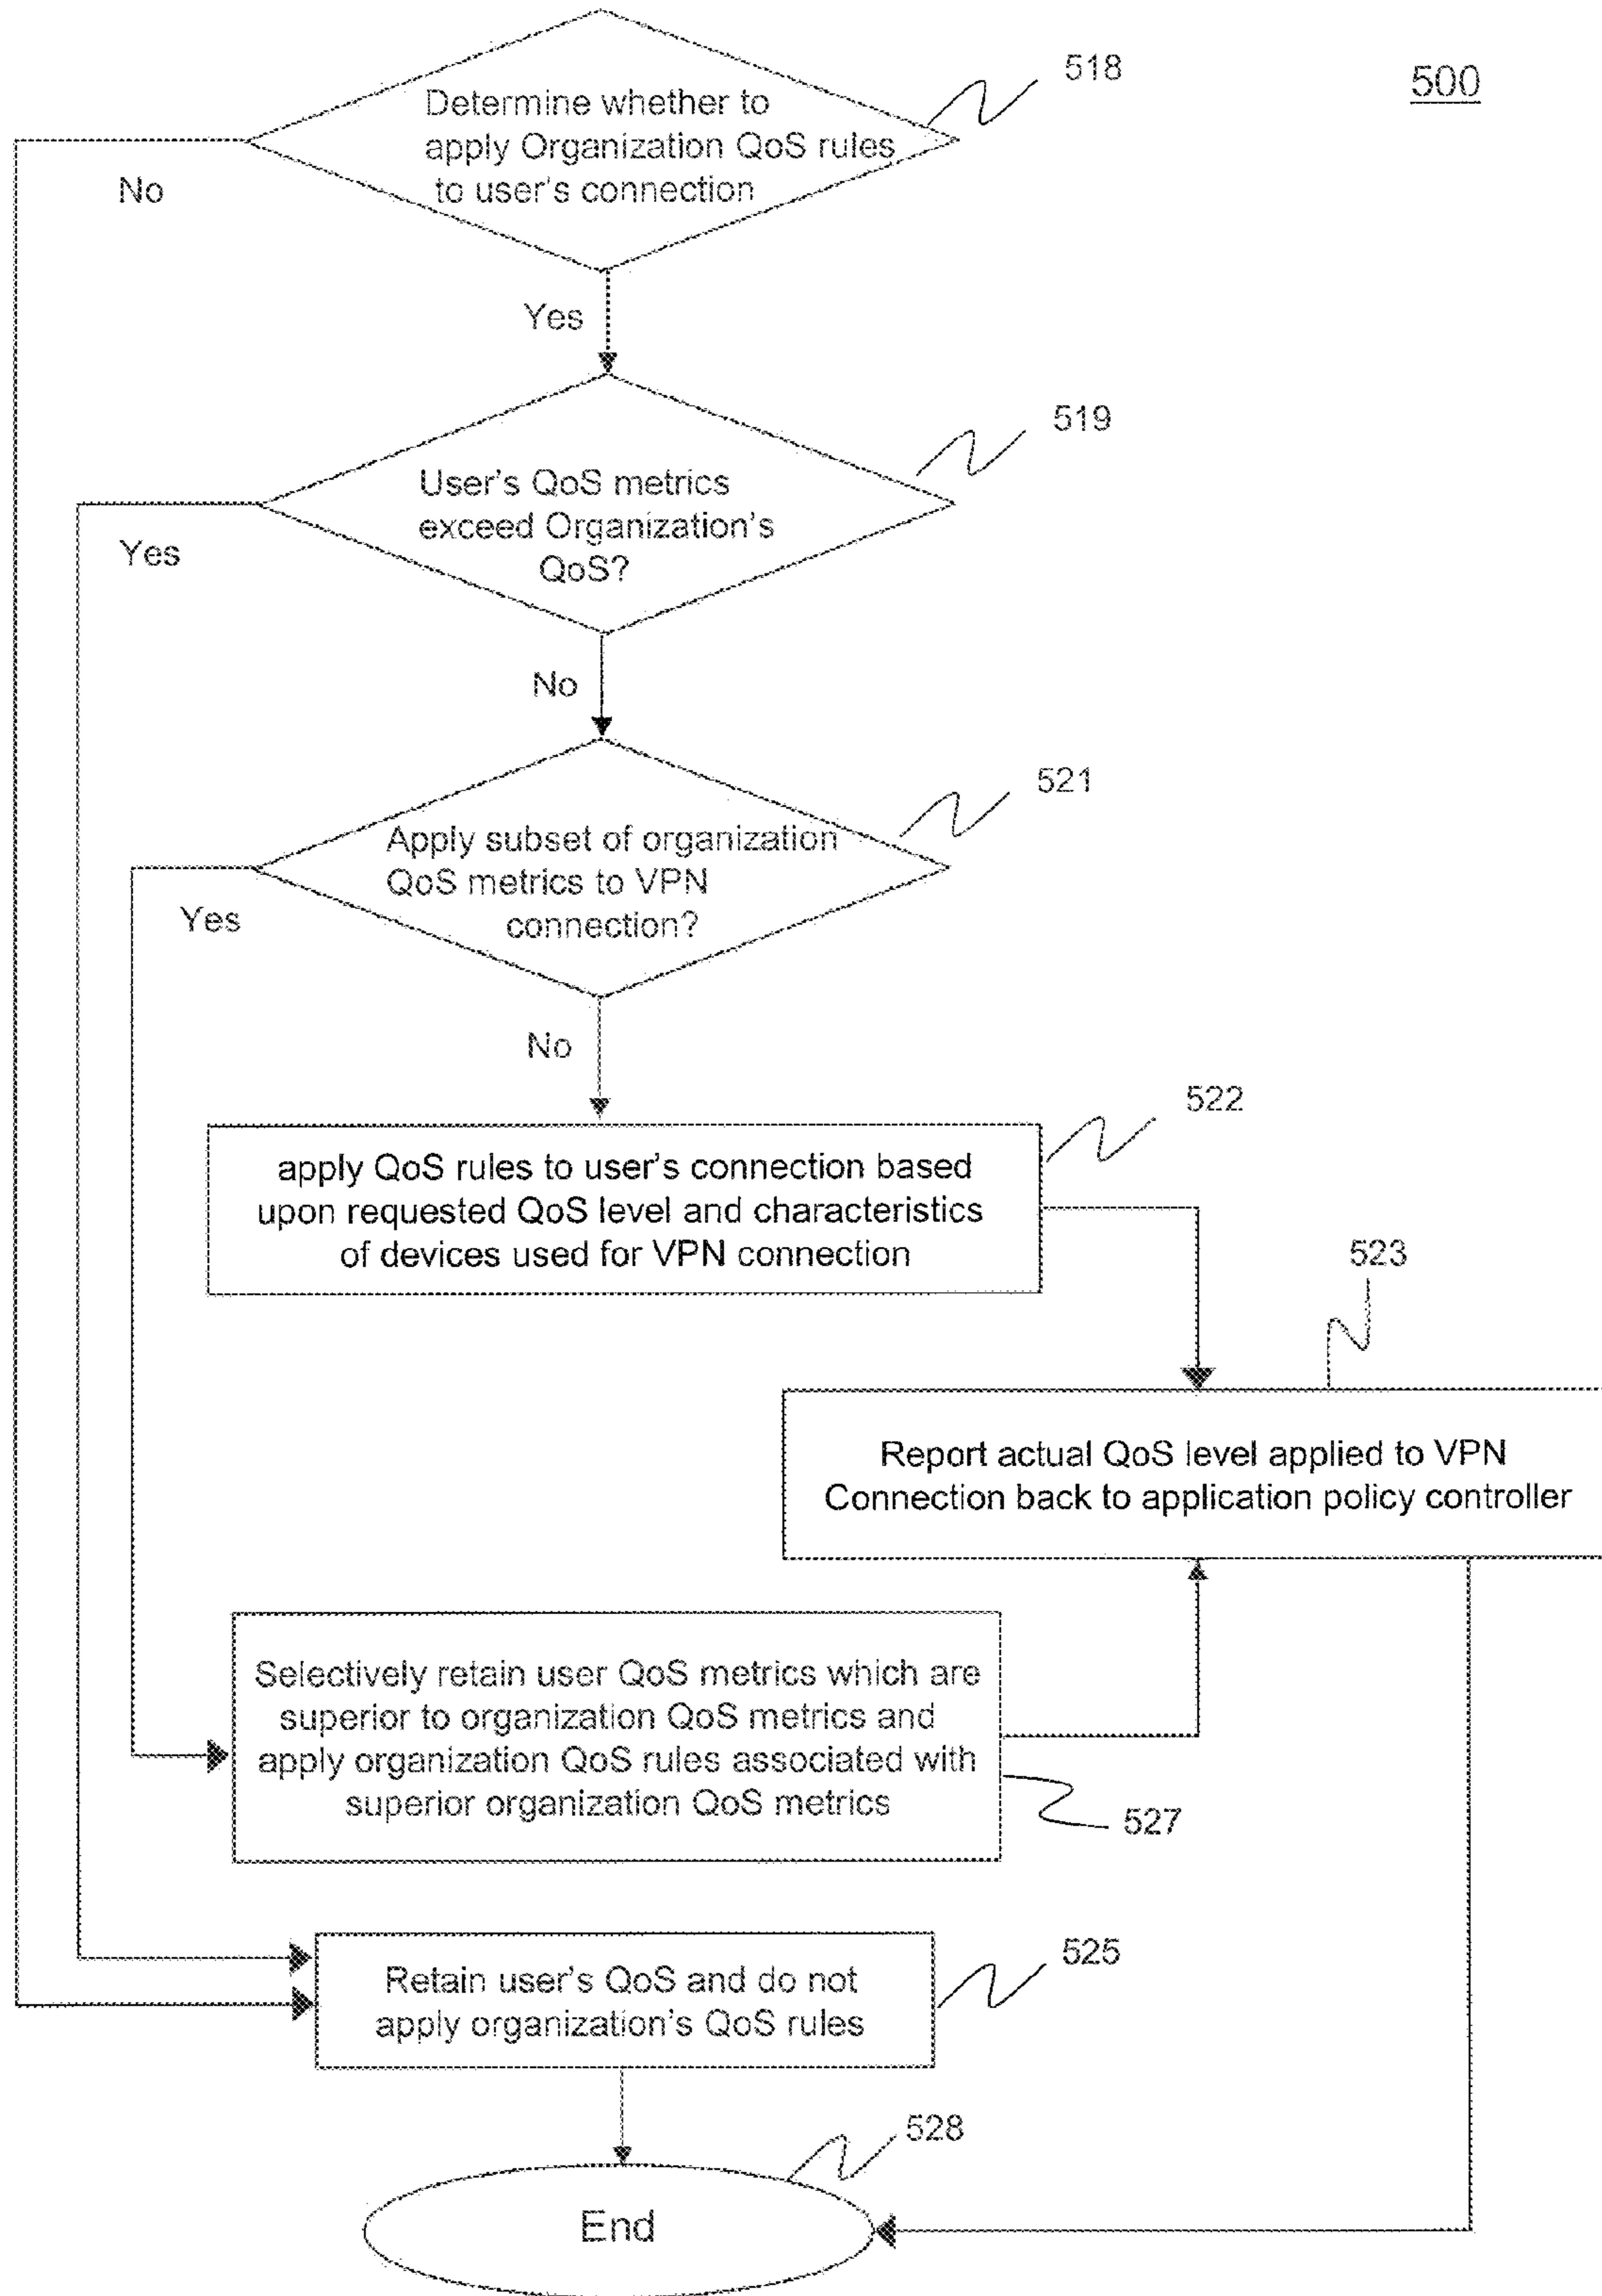 518
500
Determine whether to
apply Organization QoS rules
to user's connection
No
Yes
519
User's QoS metrics
exceed Organization's
QoS?
Yes
No
521
Apply subset of organization
QoS metrics to VPN
connection?
Yes
No
522
apply QoS rules to user's connection based
upon requested QoS level and characteristics
of devices used for VPN connection
523
Report actual QoS level applied to VPN
Connection back to application policy controller
Selectively retain user QoS metrics which are
superior to organization QoS metrics and
apply organization QoS rules associated with
superior organization QoS metrics
527
525
Retain user's QoS and do not
apply organization's QoS rules
528
End